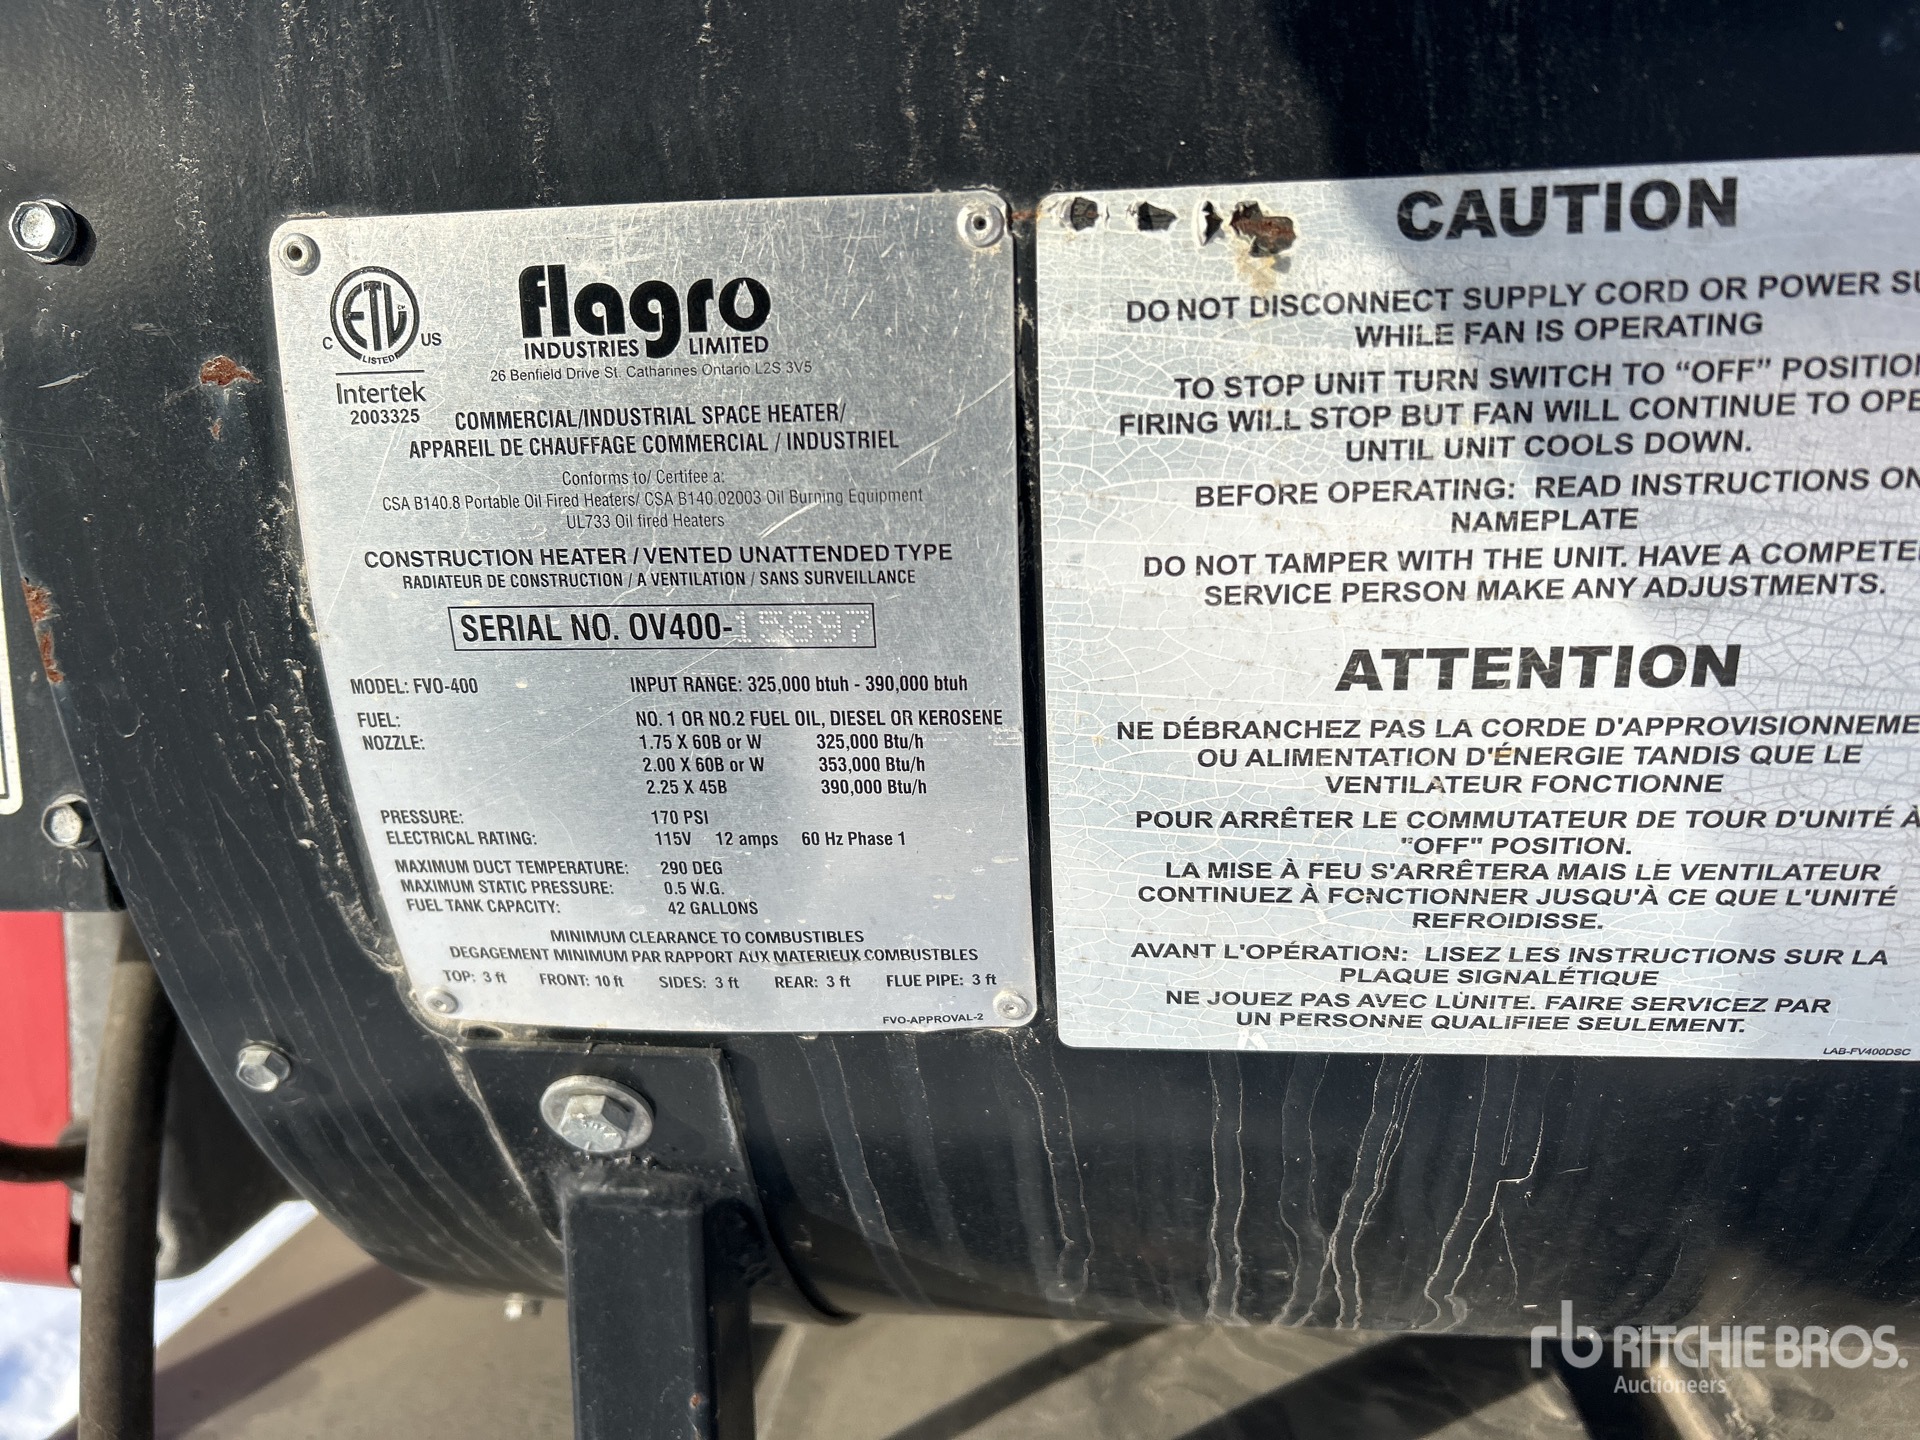 C ETL US
LISTED
Intertek
2003325
flagro
INDUSTRIES LIMITED
26 Benfield Drive St. Catharines Ontario L2S 3V5
COMMERCIAL/INDUSTRIAL SPACE HEATER/
APPAREIL DE CHAUFFAGE COMMERCIAL / INDUSTRIEL
Conforms to/ Certifee a:
CSA B140.8 Portable Oil Fired Heaters/ CSA B140.02003 Oil Burning Equipment
UL733 Oil fired Heaters
CONSTRUCTION HEATER / VENTED UNATTENDED TYPE
RADIATEUR DE CONSTRUCTION / A VENTILATION / SANS SURVEILLANCE
SERIAL NO. OV400-15897
MODEL: FVO-400 INPUT RANGE: 325,000 btuh - 390,000 btuh
FUEL: NO. 1 OR NO.2 FUEL OIL, DIESEL OR KEROSENE
NOZZLE: 1.75 X 60B or W 325,000 Btu/h
2.00 X 60B or W 353,000 Btu/h
2.25 X 45B 390,000 Btu/h
PRESSURE: 170 PSI
ELECTRICAL RATING: 115V 12 amps 60 Hz Phase 1
MAXIMUM DUCT TEMPERATURE: 290 DEG
MAXIMUM STATIC PRESSURE: 0.5 W.G.
FUEL TANK CAPACITY: 42 GALLONS
MINIMUM CLEARANCE TO COMBUSTIBLES
DEGAGEMENT MINIMUM PAR RAPPORT AUX MATERIEUX COMBUSTBLES
TOP: 3 ft FRONT: 10 ft SIDES: 3 ft REAR: 3 ft FLUE PIPE: 3 ft
FVO-APPROVAL-2
CAUTION
DO NOT DISCONNECT SUPPLY CORD OR POWER SU
WHILE FAN IS OPERATING
TO STOP UNIT TURN SWITCH TO “OFF” POSITION
FIRING WILL STOP BUT FAN WILL CONTINUE TO OPE
UNTIL UNIT COOLS DOWN.
BEFORE OPERATING: READ INSTRUCTIONS ON
NAMEPLATE
DO NOT TAMPER WITH THE UNIT. HAVE A COMPETE
SERVICE PERSON MAKE ANY ADJUSTMENTS.
ATTENTION
NE DÉBRANCHEZ PAS LA CORDE D'APPROVISIONNEME
OU ALIMENTATION D'ÉNERGIE TANDIS QUE LE
VENTILATEUR FONCTIONNE
POUR ARRÊTER LE COMMUTATEUR DE TOUR D'UNITÉ À
"OFF" POSITION.
LA MISE À FEU S'ARRÊTERA MAIS LE VENTILATEUR
CONTINUEZ À FONCTIONNER JUSQU'À CE QUE L'UNITÉ
REFROIDISSE.
AVANT L'OPÉRATION: LISEZ LES INSTRUCTIONS SUR LA
PLAQUE SIGNALÉTIQUE
NE JOUEZ PAS AVEC LÙNITE. FAIRE SERVICEZ PAR
UN PERSONNE QUALIFIEE SEULEMENT.
LAB-FV400DSC
rb RITCHIE BROS.
Auctioneers